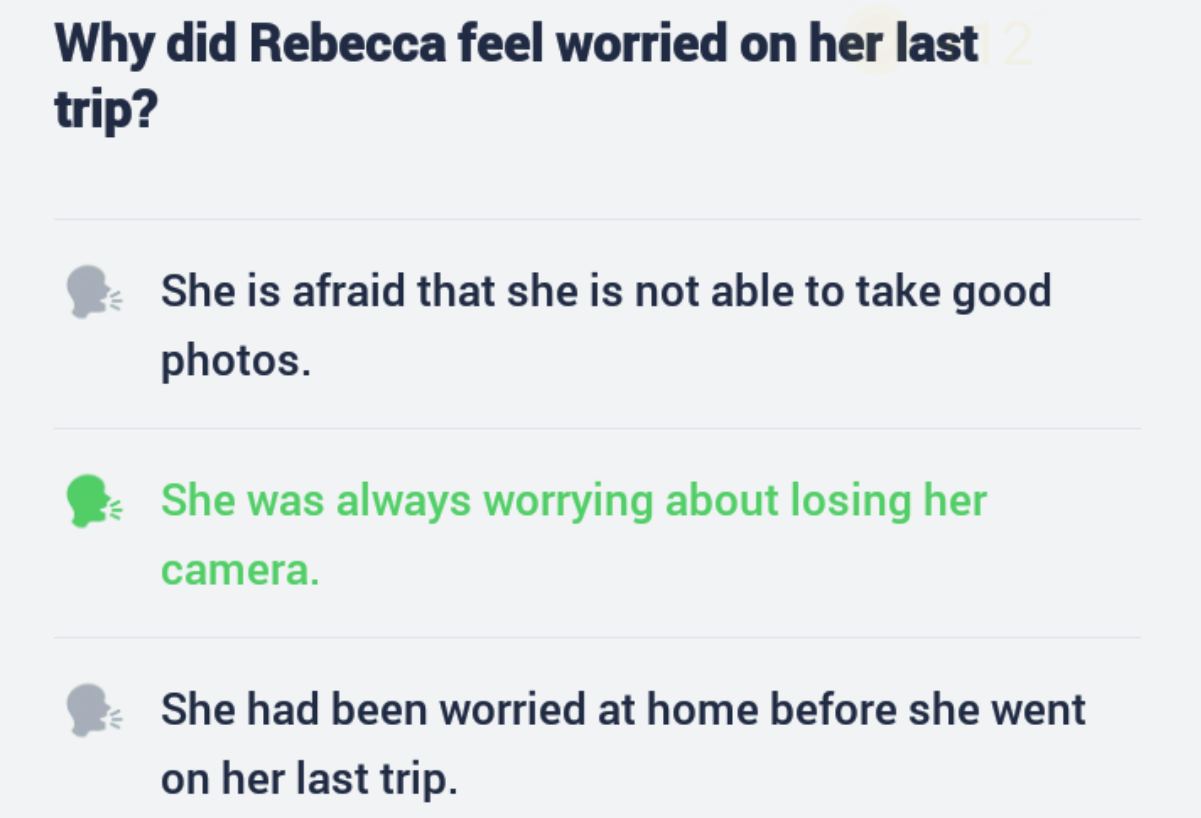 Why did Rebecca feel worried on her last
12
trip?
She is afraid that she is not able to take good
photos.
She was always worrying about losing her
camera.
She had been worried at home before she went
on her last trip.